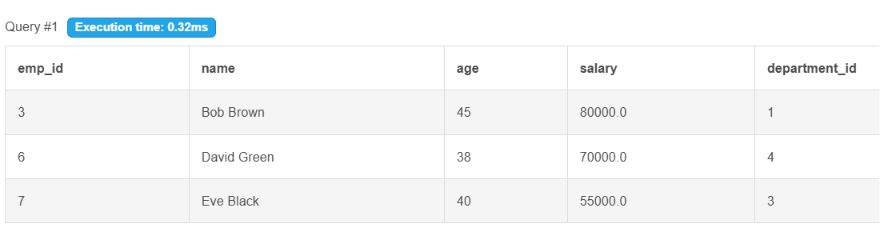 Query #1 Execution time: 0.32ms
emp_id name age salary department_id
3 Bob Brown 45 80000.0 1
6 David Green 38 70000.0 4
7 Eve Black 40 55000.0 3